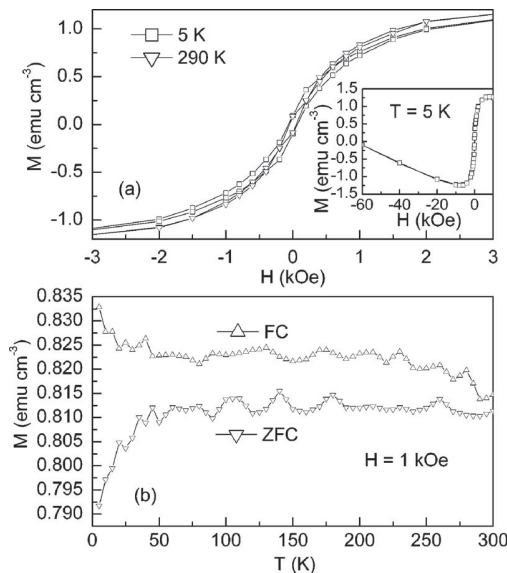 1.0
0.5
0.0
-0.5
-1.0
M (emu cm⁻³)
5 K
290 K
(a)
1.5
1.0
0.5
0.0
-0.5
-1.0
-1.5
M (emu cm⁻³)
T = 5 K
-60 -40 -20 0
H (kOe)
-3 -2 -1 0 1 2 3
H (kOe)
0.835
0.830
0.825
0.820
0.815
0.810
0.805
0.800
0.795
0.790
M (emu cm⁻³)
FC
ZFC
H = 1 kOe
(b)
0 50 100 150 200 250 300
T (K)